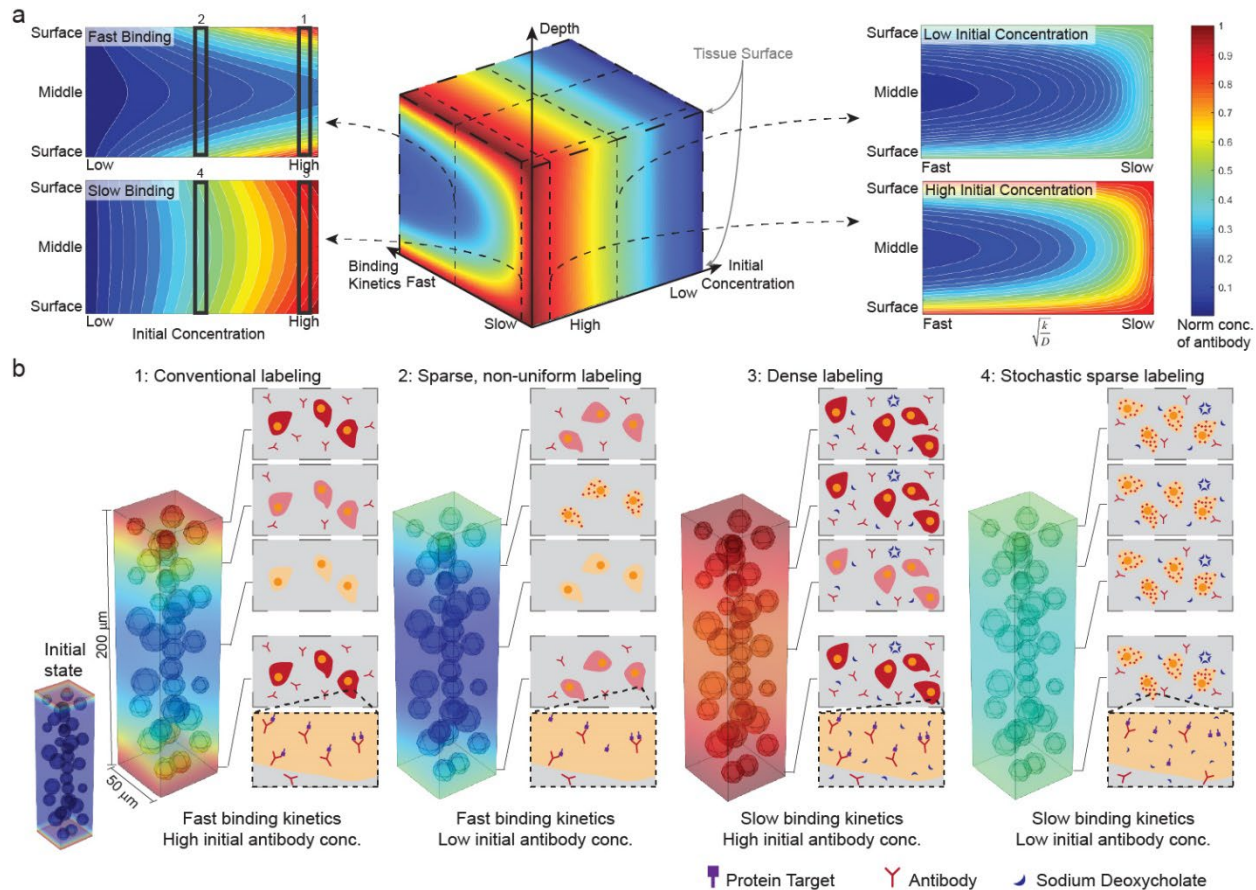 a
2
1
Surface
Fast Binding
Middle
Surface
Low
High
4
3
Surface
Slow Binding
Middle
Surface
Low
High
Initial Concentration
Depth
Tissue Surface
Binding
Kinetics
Fast
Slow
High
Low
Initial
Concentration
Surface
Low Initial Concentration
Middle
Surface
Fast
Slow
Surface
High Initial Concentration
Middle
Surface
Fast
√k/D
Slow
1
0.9
0.8
0.7
0.6
0.5
0.4
0.3
0.2
0.1
Norm conc.
of antibody
b
1: Conventional labeling
2: Sparse, non-uniform labeling
3: Dense labeling
4: Stochastic sparse labeling
Initial
state
200 µm
50 µm
Fast binding kinetics
High initial antibody conc.
Fast binding kinetics
Low initial antibody conc.
Slow binding kinetics
High initial antibody conc.
Slow binding kinetics
Low initial antibody conc.
Protein Target
Antibody
Sodium Deoxycholate